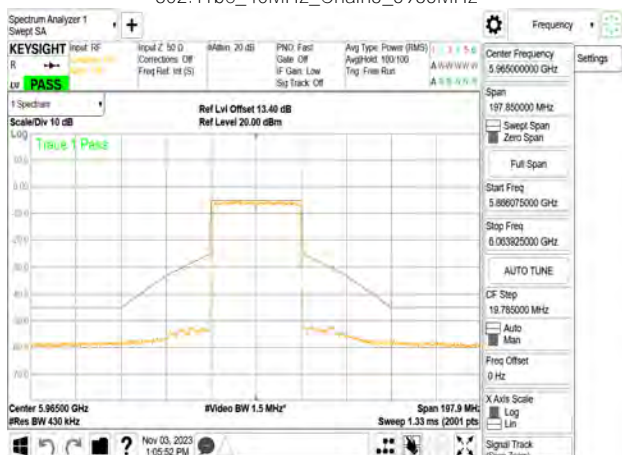 Spectrum Analyzer 1
Swept SA
Frequency
KEYSIGHT
Input: RF
R
LVI
PASS
Input Z: 50 Ω
Corrections: Off
Freq Ref: Int (S)
#Atten: 20 dB
PNO: Fast
Gate: Off
IF Gain: Low
Sig Track: Off
Avg Type: Power (RMS)
Avg|Hold: 100/100
Trig: Free Run
1 Spectrum
Scale/Div 10 dB
Ref Lvl Offset 13.40 dB
Ref Level 20.00 dBm
Log
Trace 1 Pass
Center 5.96500 GHz
#Res BW 430 kHz
#Video BW 1.5 MHz*
Span 197.9 MHz
Sweep 1.33 ms (2001 pts
Nov 03, 2023
1:05:52 PM
Center Frequency
5.965000000 GHz
Settings
Span
197.850000 MHz
Swept Span
Zero Span
Full Span
Start Freq
5.866075000 GHz
Stop Freq
6.063925000 GHz
AUTO TUNE
CF Step
19.785000 MHz
Auto
Man
Freq Offset
0 Hz
X Axis Scale
Log
Lin
Signal Track